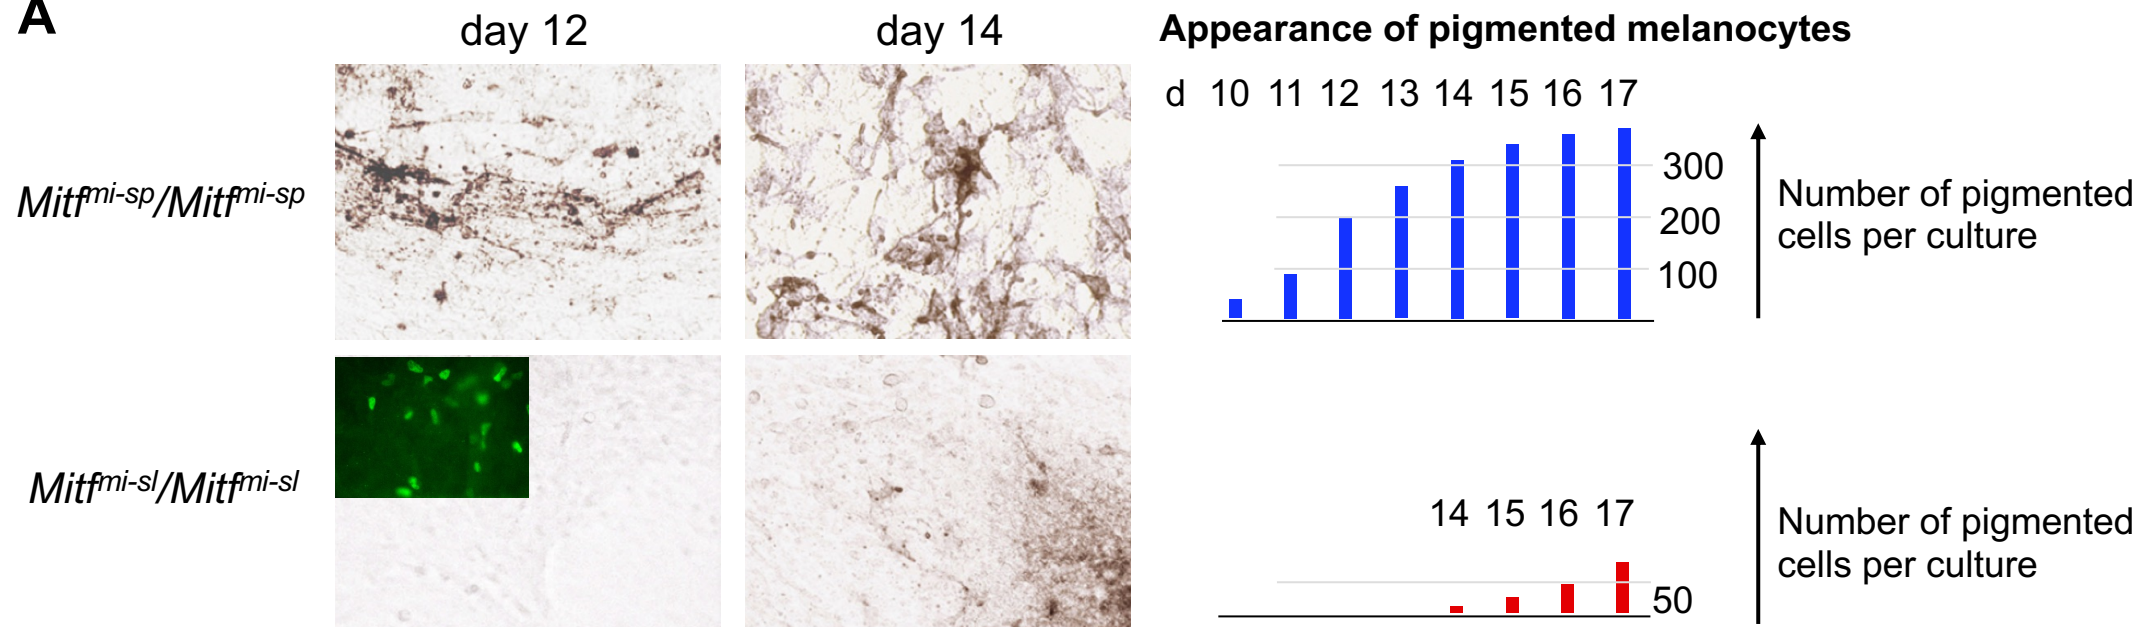 A
day 12
day 14
Appearance of pigmented melanocytes
d 10 11 12 13 14 15 16 17
300
200
100
Number of pigmented
cells per culture
Mitfmi-sp/Mitfmi-sp
Mitfmi-sl/Mitfmi-sl
14 15 16 17
50
Number of pigmented
cells per culture